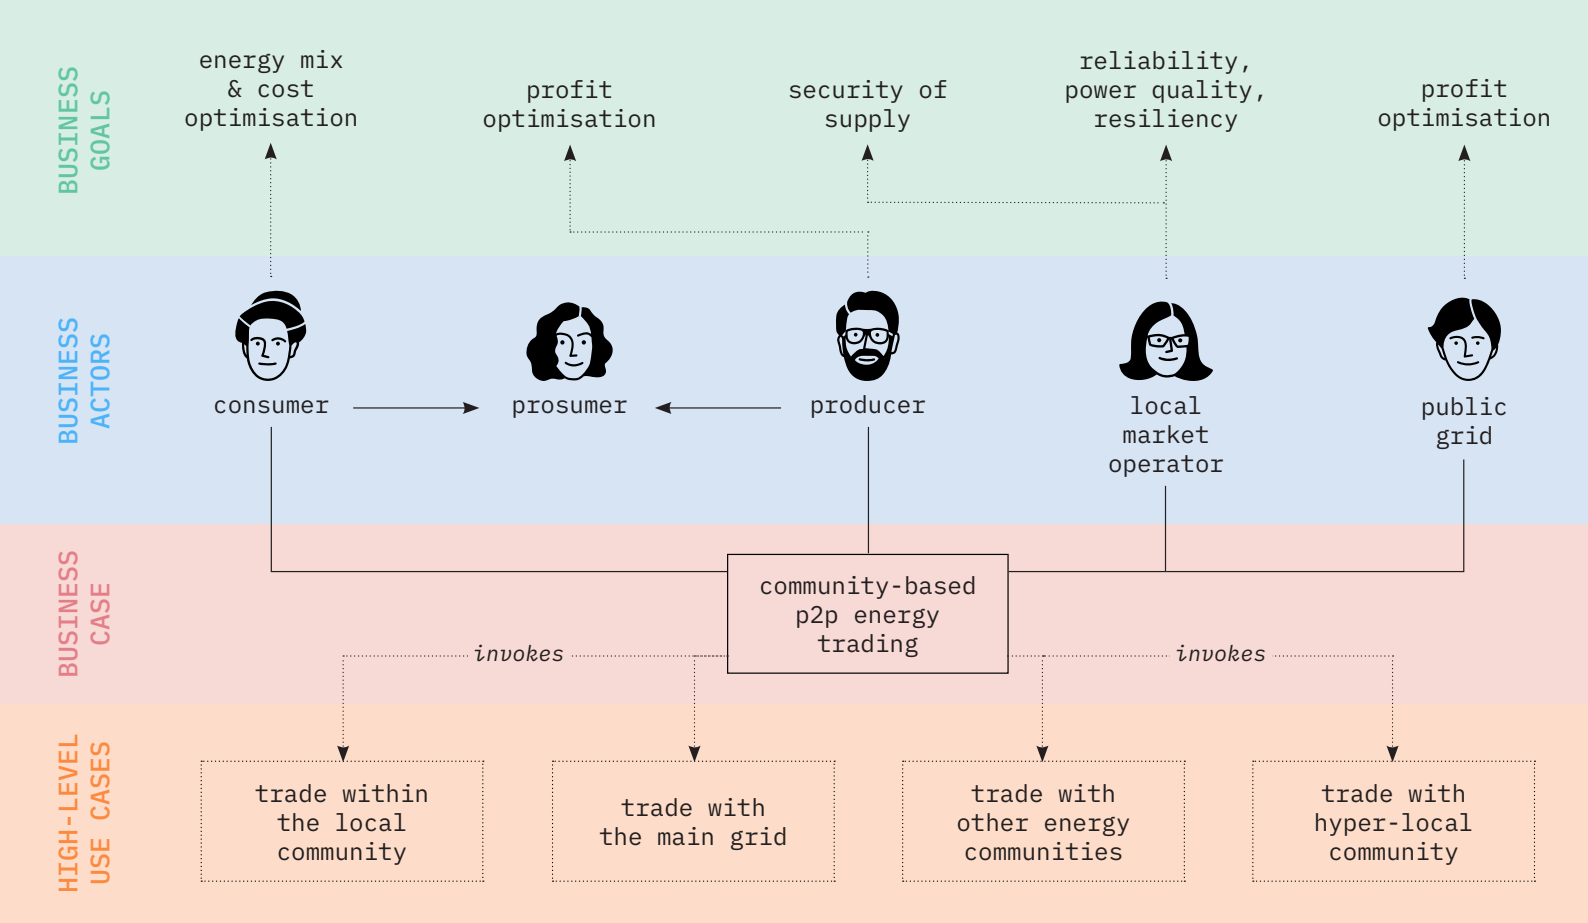 BUSINESS
GOALS
energy mix
& cost
optimisation
profit
optimisation
security of
supply
reliability,
power quality,
resiliency
profit
optimisation
BUSINESS
ACTORS
consumer
prosumer
producer
local
market
operator
public
grid
BUSINESS
CASE
community-based
p2p energy
trading
invokes
invokes
HIGH-LEVEL
USE CASES
trade within
the local
community
trade with
the main grid
trade with
other energy
communities
trade with
hyper-local
community